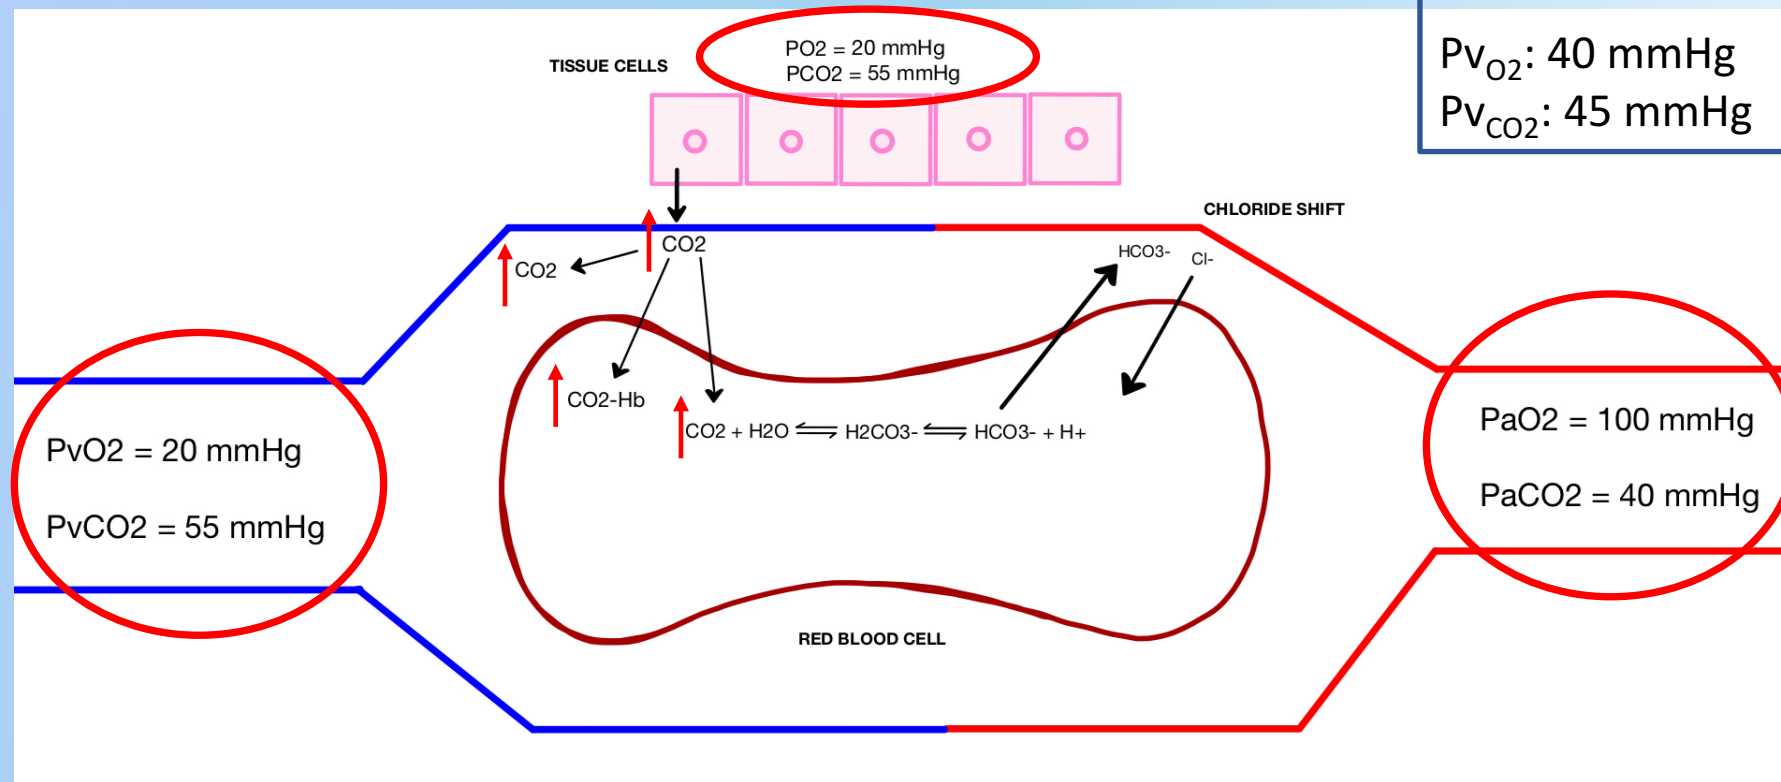 PO2 = 20 mmHg
PCO2 = 55 mmHg
TISSUE CELLS
Pv_O2: 40 mmHg
Pv_CO2: 45 mmHg
CHLORIDE SHIFT
CO2
CO2
HCO3-
Cl-
CO2-Hb
CO2 + H2O ⇌ H2CO3- ⇌ HCO3- + H+
PvO2 = 20 mmHg
PvCO2 = 55 mmHg
PaO2 = 100 mmHg
PaCO2 = 40 mmHg
RED BLOOD CELL